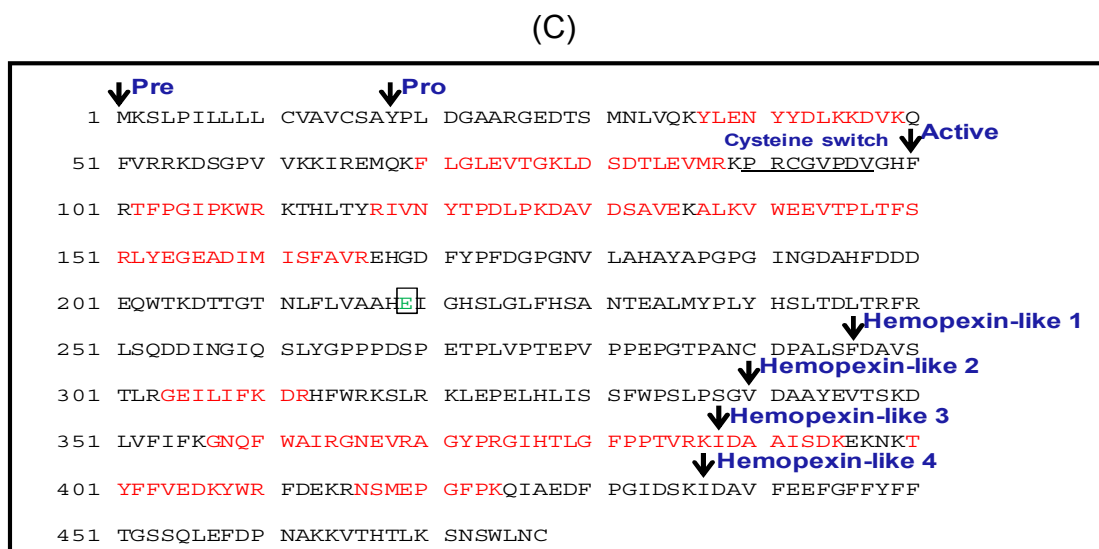 (C)
Pre Pro
1 MKSLPILLLL CVAVCSAYPL DGAARGEDTS MNLVQKYLEN YYDLKKDVKQ
Cysteine switch Active
51 FVRRKDSGPV VKKIREMQKF LGLEVTGKLD SDTLEVMRKP RCGVPDVGHF
101 RTFPGIPKWR KTHLTYRIVN YTPDLPKDAV DSAVEKALKV WEEVTPLTFS
151 RLYEGEADIM ISFAVREHGD FYPFDGPGNV LAHAYAPGPG INGDAHFDDD
201 EQWTKDTTGT NLFLVAAHEI GHSLGLFHSA NTEALMYPLY HSLTDLTRFR
Hemopexin-like 1
251 LSQDDINGIQ SLYGPPPDSP ETPLVPTEPV PPEPGTPANC DPALSFDAVS
Hemopexin-like 2
301 TLRGEILIFK DRHFWRKSLR KLEPELHLIS SFWPSLPSGV DAAYEVTSKD
Hemopexin-like 3
351 LVFIFKGNQF WAIRGNEVRA GYPRGIHTLG FPPTVRKIDA AISDKEKNKT
Hemopexin-like 4
401 YFFVEDKYWR FDEKRNSMEP GFPKQIAEDF PGIDSKIDAV FEEFGFFYFF
451 TGSSQLEFDP NAKKVTHTLK SNSWLNC